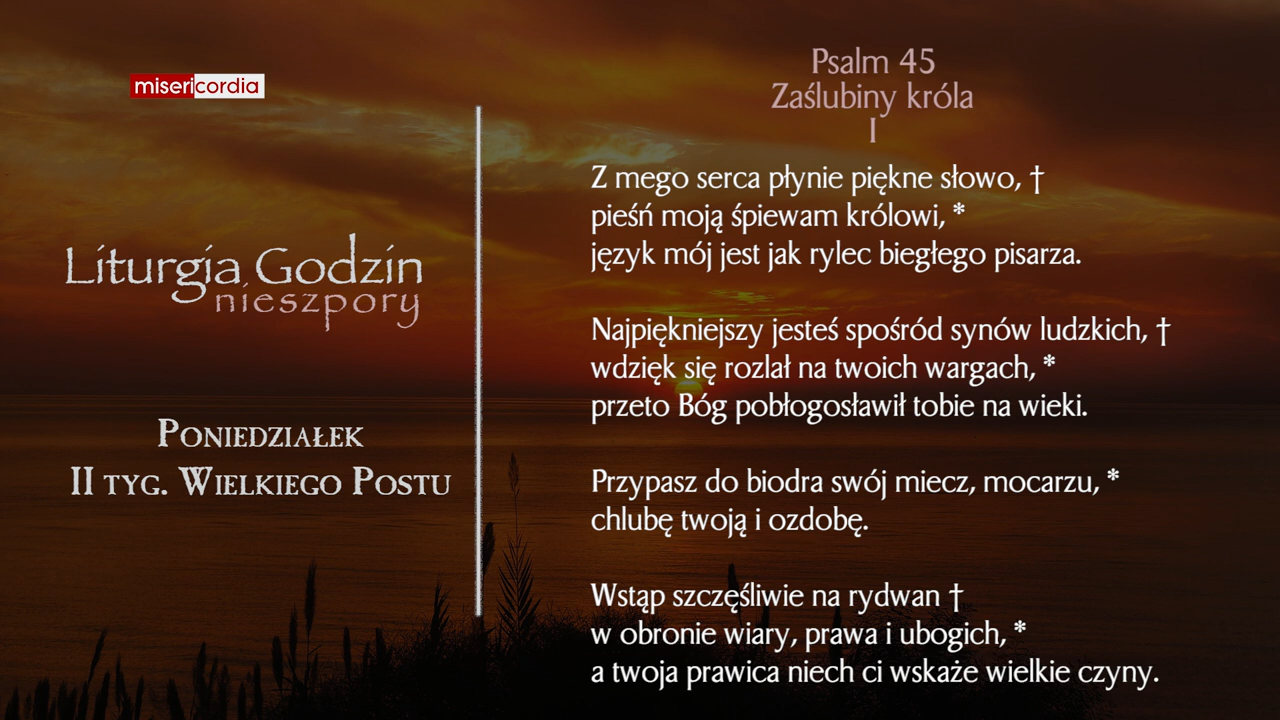 misericordia
Liturgia Godzin
nieszpory
Poniedziałek
II tyg. Wielkiego Postu
Psalm 45
Zaślubiny króla
I
Z mego serca płynie piękne słowo, †
pieśń moją śpiewam królowi, *
język mój jest jak rylec biegłego pisarza.
Najpiękniejszy jesteś spośród synów ludzkich, †
wdzięk się rozlał na twoich wargach, *
przeto Bóg pobłogosławił tobie na wieki.
Przypasz do biodra swój miecz, mocarzu, *
chlubę twoją i ozdobę.
Wstąp szczęśliwie na rydwan †
w obronie wiary, prawa i ubogich, *
a twoja prawica niech ci wskaże wielkie czyny.